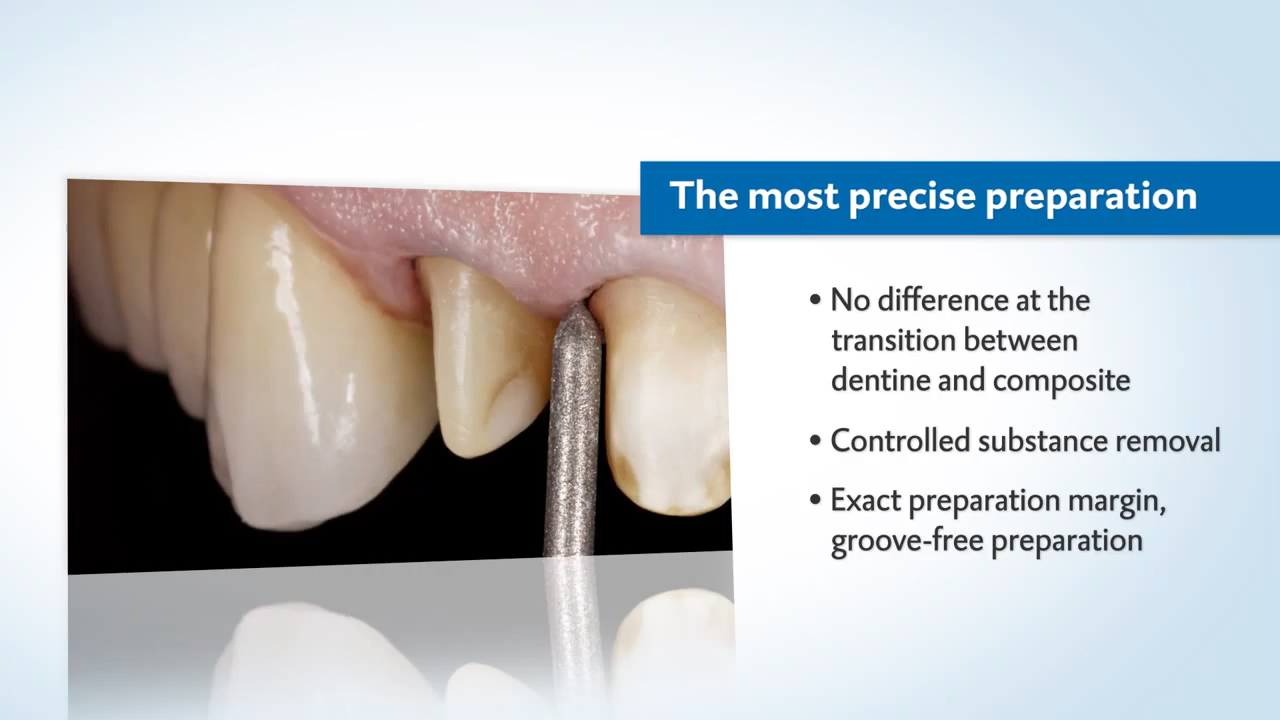 The most precise preparation
• No difference at the
transition between
dentine and composite
• Controlled substance removal
• Exact preparation margin,
groove-free preparation